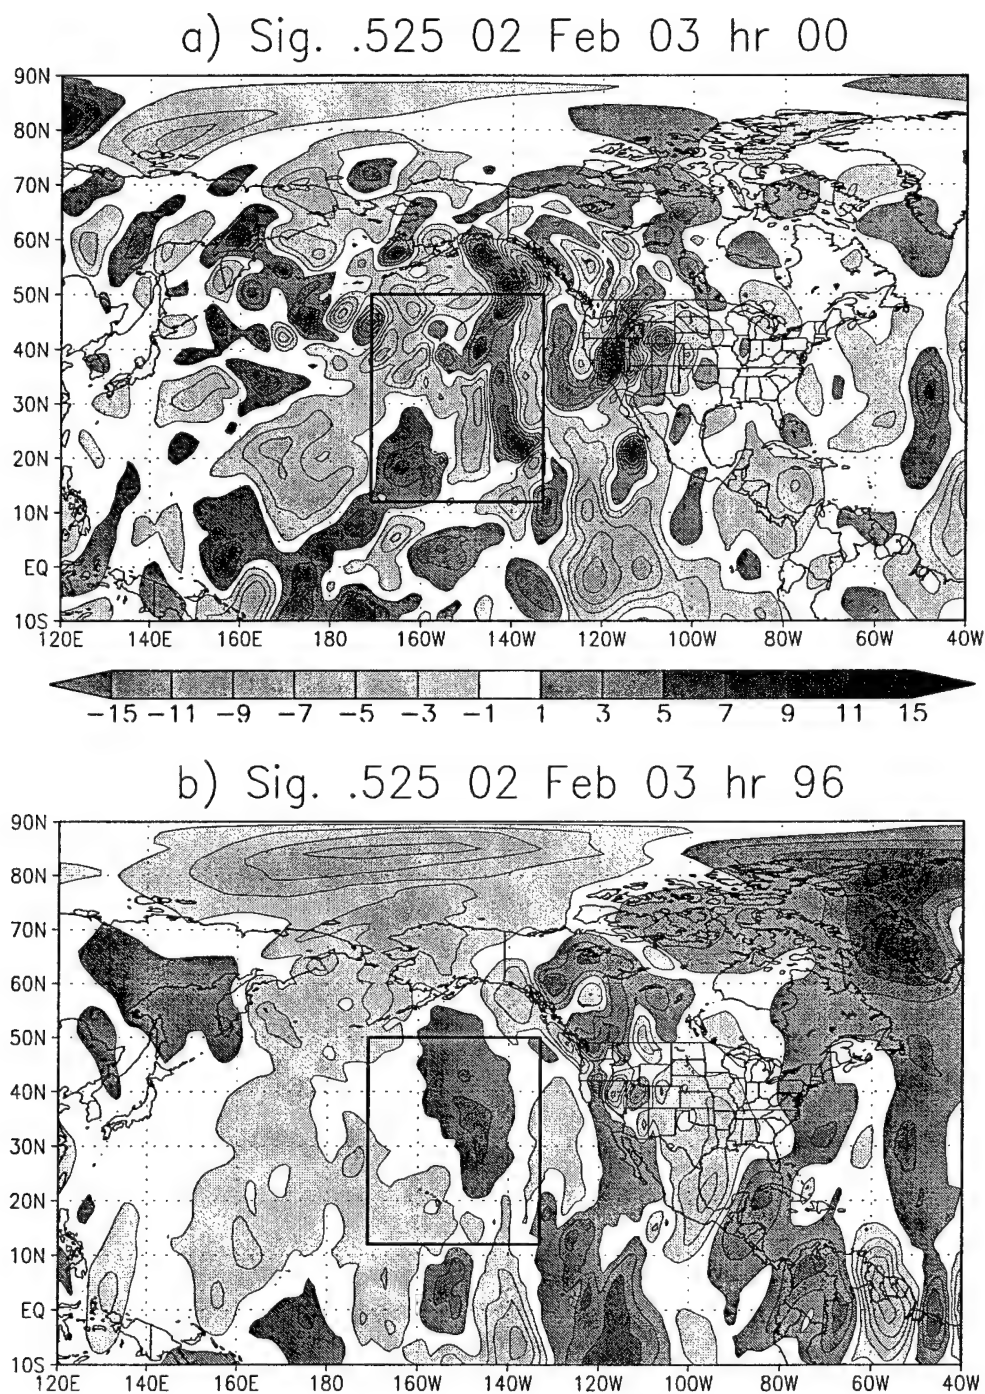 a) Sig. .525 02 Feb 03 hr 00
90N
80N
70N
60N
50N
40N
30N
20N
10N
EQ
10S
120E 140E 160E 180 160W 140W 120W 100W 80W 60W 40W
-15 -11 -9 -7 -5 -3 -1 1 3 5 7 9 11 15
b) Sig. .525 02 Feb 03 hr 96
90N
80N
70N
60N
50N
40N
30N
20N
10N
EQ
10S
120E 140E 160E 180 160W 140W 120W 100W 80W 60W 40W